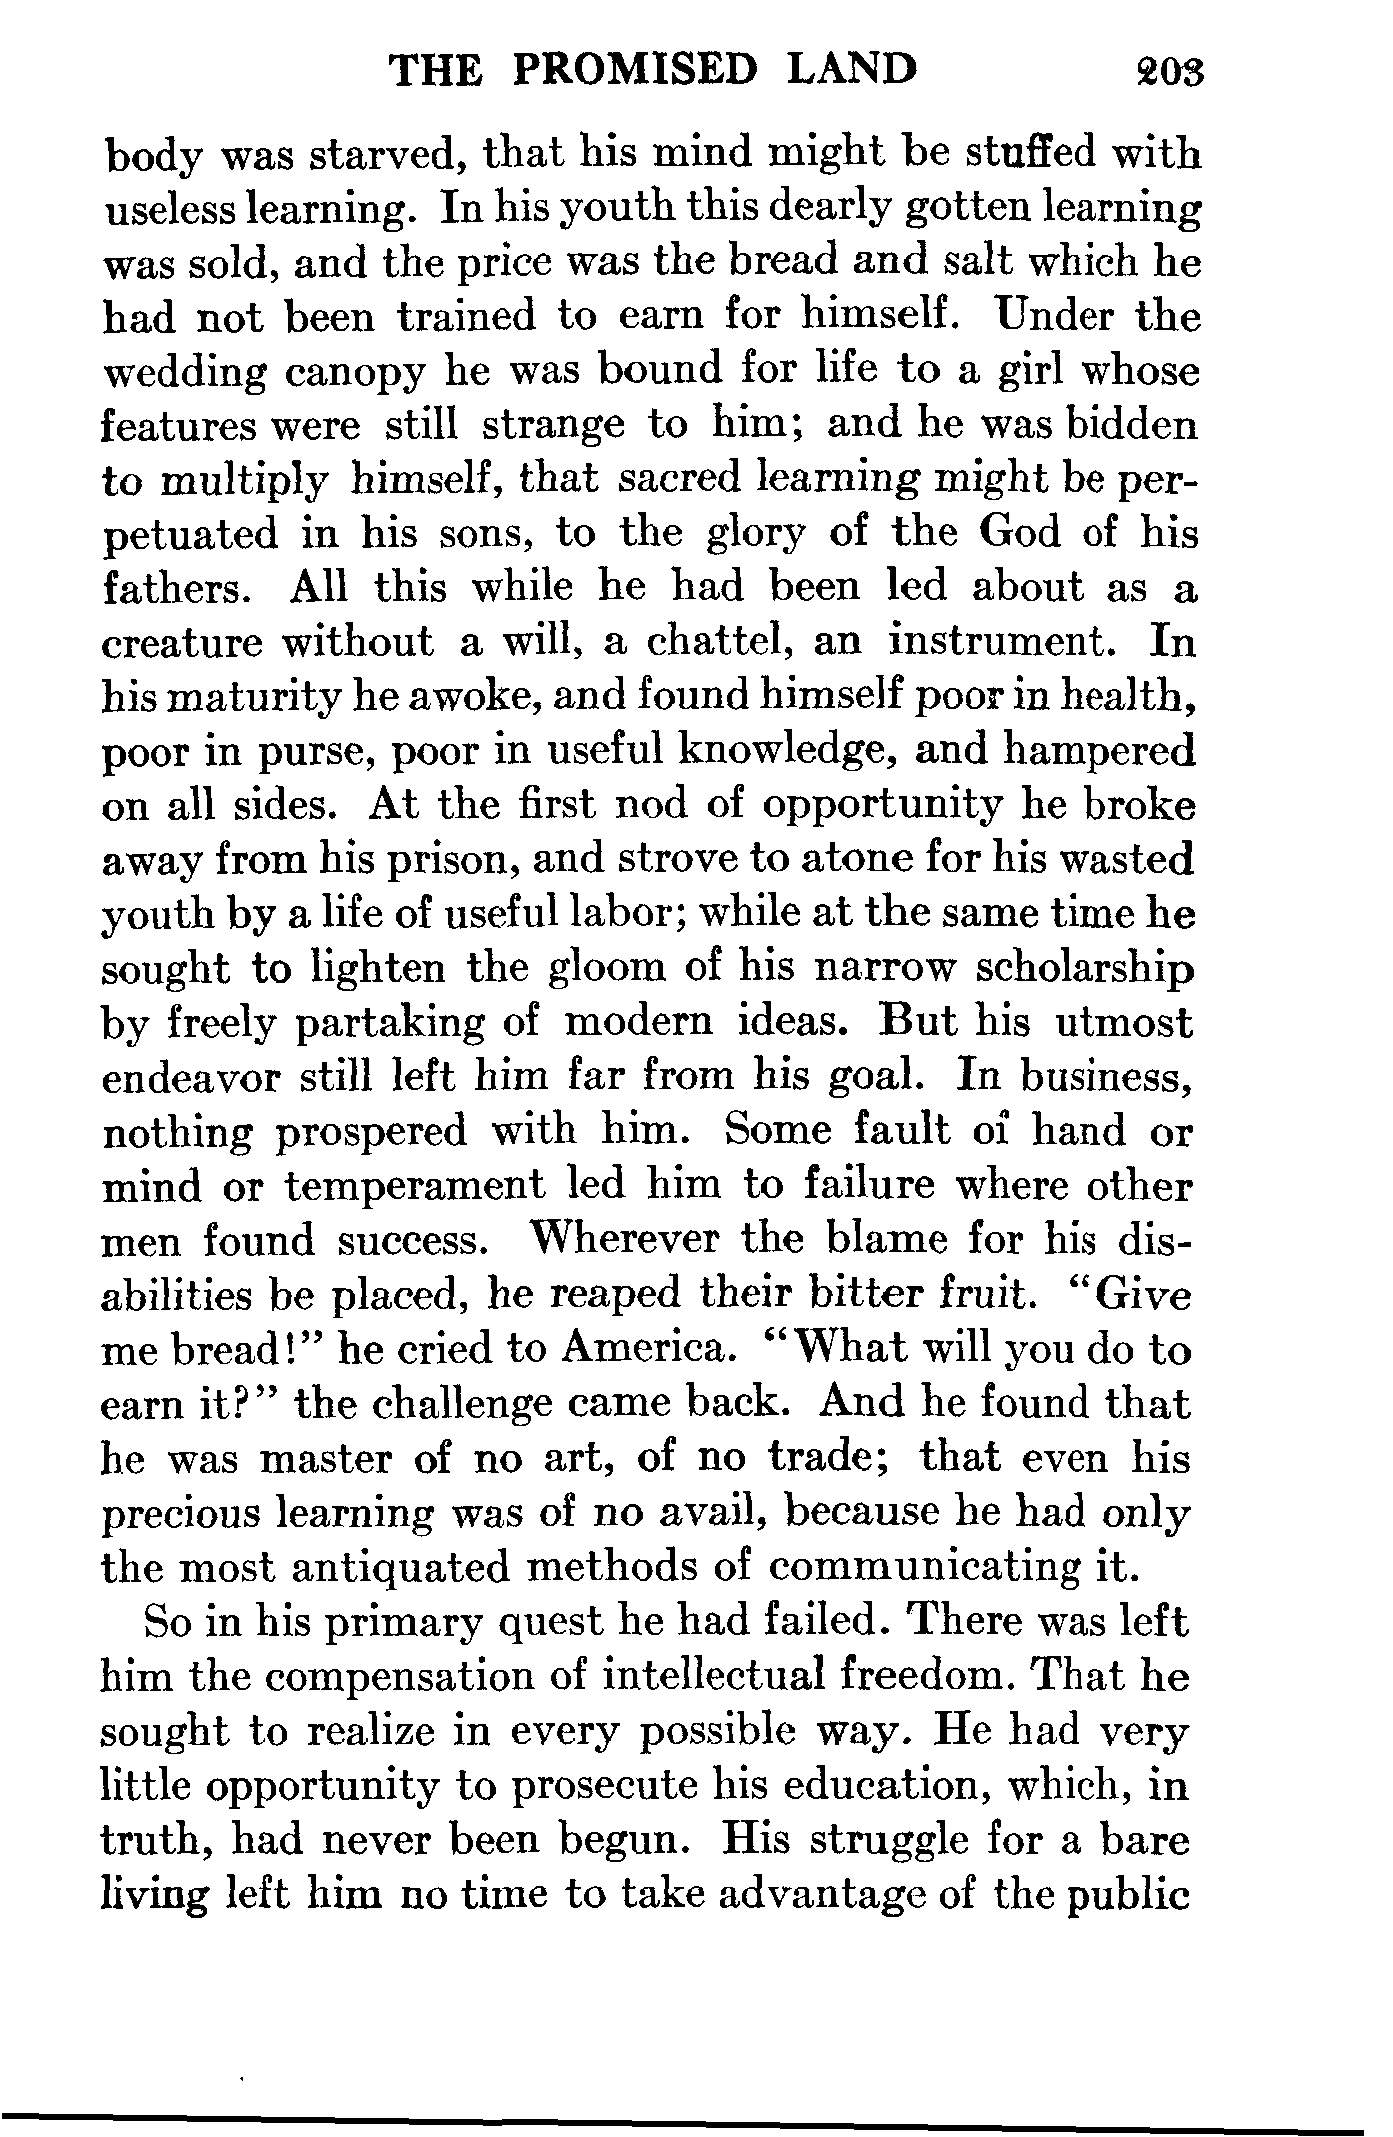 THE PROMISED LAND 203
body was starved, that his mind might be stuffed with
useless learning. In his youth this dearly gotten learning
was sold, and the price was the bread and salt which he
had not been trained to earn for himself. Under the
wedding canopy he was bound for life to a girl whose
features were still strange to him; and he was bidden
to multiply himself, that sacred learning might be per-
petuated in his sons, to the glory of the God of his
fathers. All this while he had been led about as a
creature without a will, a chattel, an instrument. In
his maturity he awoke, and found himself poor in health,
poor in purse, poor in useful knowledge, and hampered
on all sides. At the first nod of opportunity he broke
away from his prison, and strove to atone for his wasted
youth by a life of useful labor; while at the same time he
sought to lighten the gloom of his narrow scholarship
by freely partaking of modern ideas. But his utmost
endeavor still left him far from his goal. In business,
nothing prospered with him. Some fault of hand or
mind or temperament led him to failure where other
men found success. Wherever the blame for his dis-
abilities be placed, he reaped their bitter fruit. "Give
me bread!" he cried to America. "What will you do to
earn it?" the challenge came back. And he found that
he was master of no art, of no trade; that even his
precious learning was of no avail, because he had only
the most antiquated methods of communicating it.
So in his primary quest he had failed. There was left
him the compensation of intellectual freedom. That he
sought to realize in every possible way. He had very
little opportunity to prosecute his education, which, in
truth, had never been begun. His struggle for a bare
living left him no time to take advantage of the public